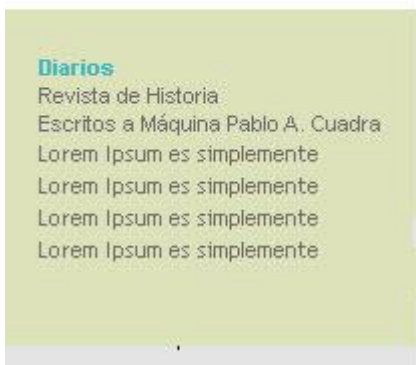 Diarios
Revista de Historia
Escritos a Máquina Pablo A. Cuadra
Lorem Ipsum es simplemente
Lorem Ipsum es simplemente
Lorem Ipsum es simplemente
Lorem Ipsum es simplemente